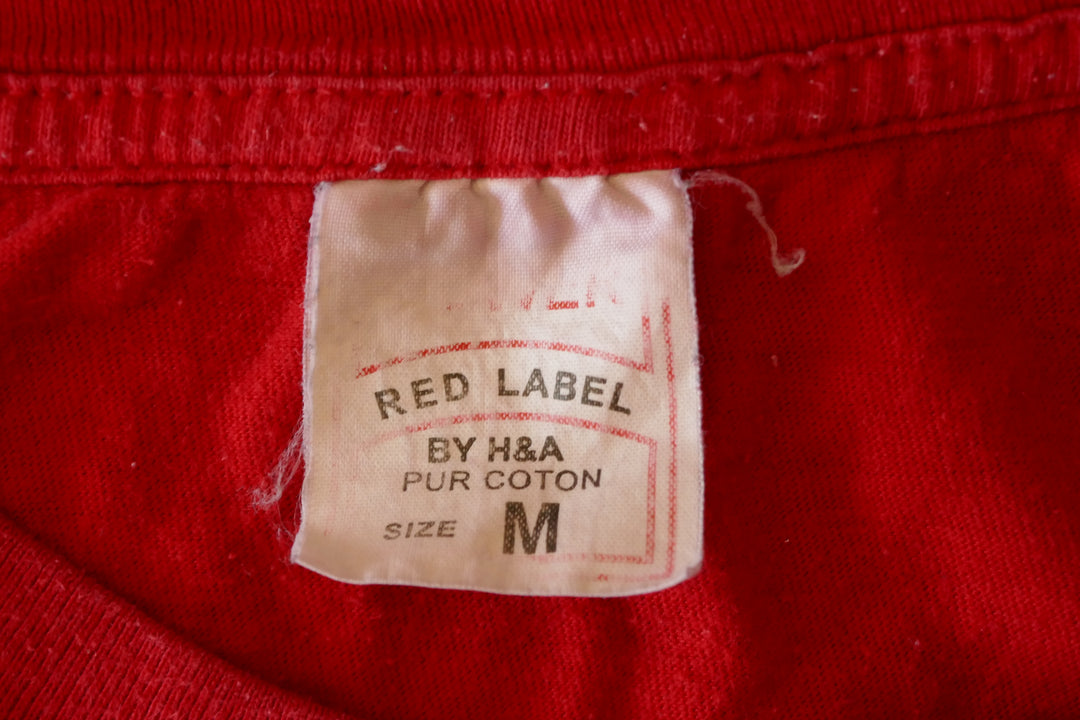 RED LABEL
BY H&A
PUR COTON
SIZE M